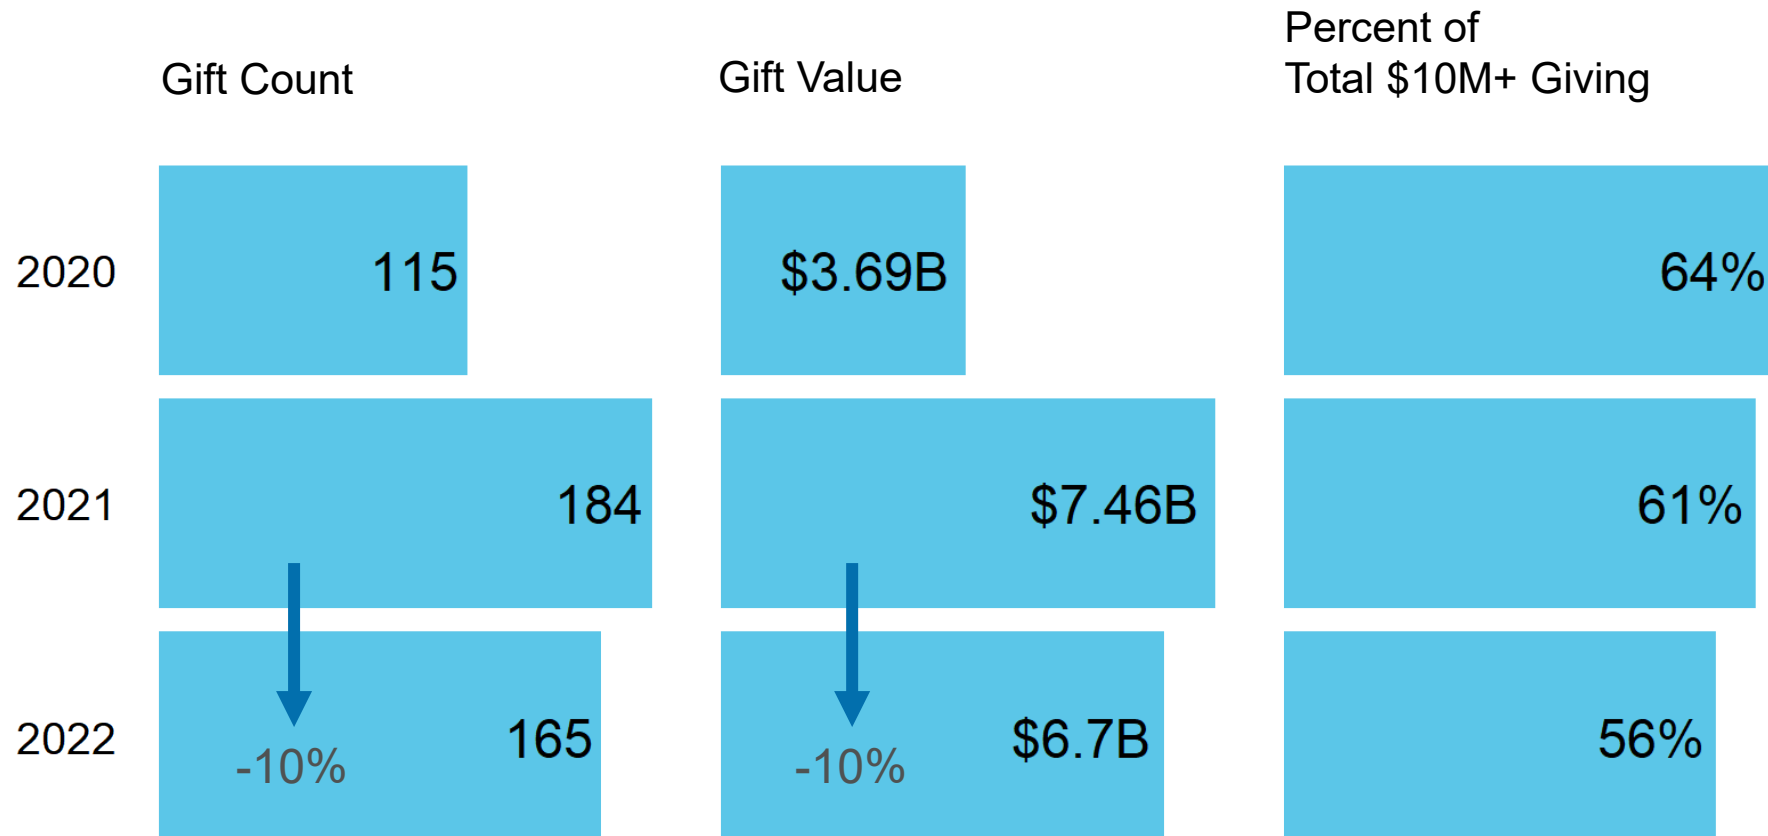 Gift Count
Gift Value
Percent of
Total $10M+ Giving
2020
115
$3.69B
64%
2021
184
$7.46B
61%
2022
165
-10%
$6.7B
-10%
56%